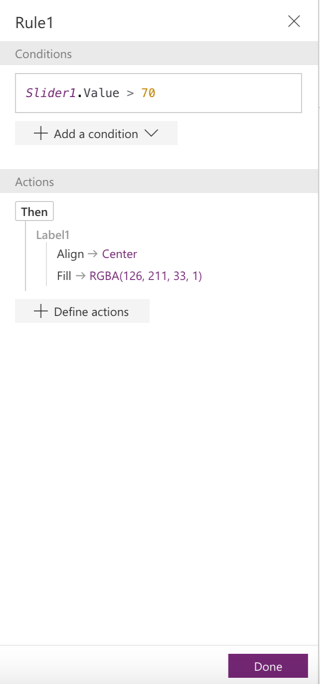 Rule1
Conditions
Slider1.Value > 70
Add a condition
Actions
Then
Label1
Align → Center
Fill → RGBA(126, 211, 33, 1)
Define actions
Done